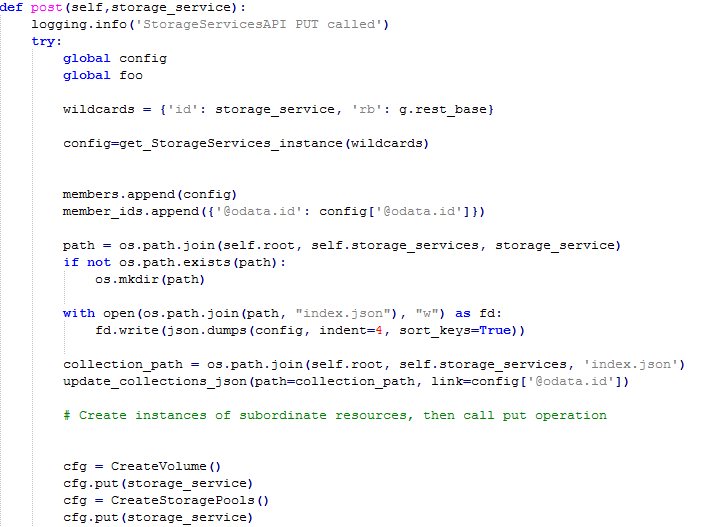 def post(self,storage_service):
    logging.info('StorageServicesAPI PUT called')
    try:
        global config
        global foo
        wildcards = {'id': storage_service, 'rb': g.rest_base}
        config=get_StorageServices_instance(wildcards)
        members.append(config)
        member_ids.append({'@odata.id': config['@odata.id']})
        path = os.path.join(self.root, self.storage_services, storage_service)
        if not os.path.exists(path):
            os.mkdir(path)
        with open(os.path.join(path, "index.json"), "w") as fd:
            fd.write(json.dumps(config, indent=4, sort_keys=True))
        collection_path = os.path.join(self.root, self.storage_services, 'index.json')
        update_collections_json(path=collection_path, link=config['@odata.id'])
        # Create instances of subordinate resources, then call put operation
        cfg = CreateVolume()
        cfg.put(storage_service)
        cfg = CreateStoragePools()
        cfg.put(storage_service)